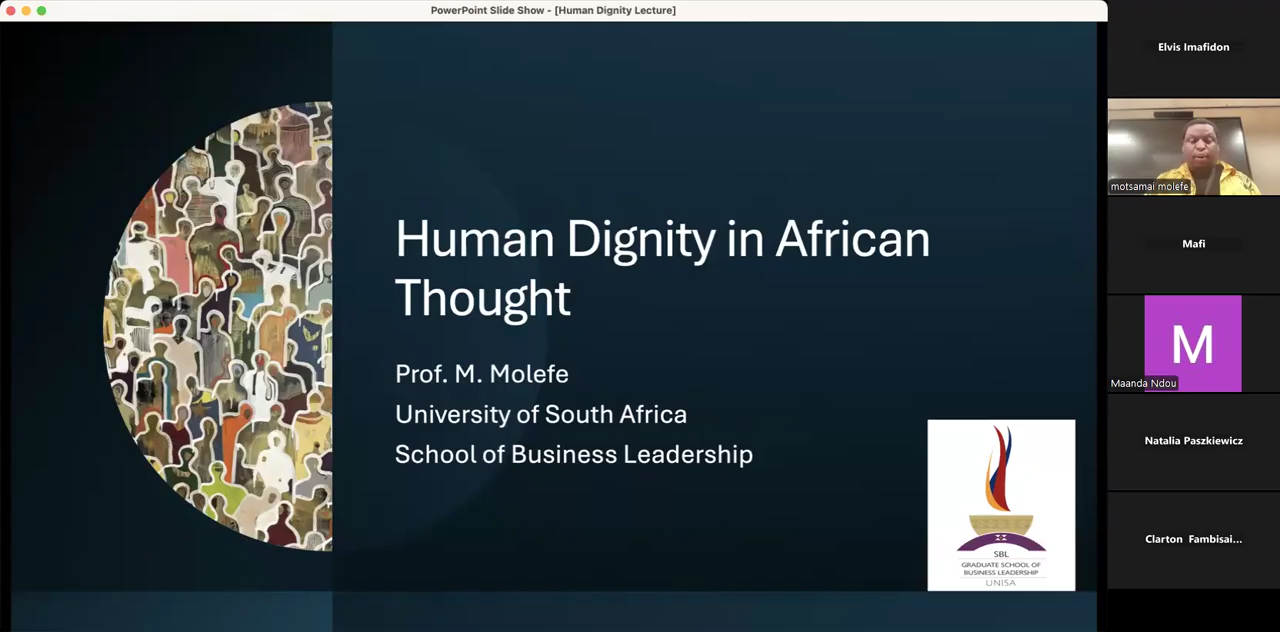 PowerPoint Slide Show - [Human Dignity Lecture]
Human Dignity in African
Thought
Prof. M. Molefe
University of South Africa
School of Business Leadership
SBL
GRADUATE SCHOOL OF
BUSINESS LEADERSHIP
UNISA
Elvis Imafidon
motsamai molefe
Mafi
M
Maanda Ndou
Natalia Paszkiewicz
Clarton Fambisai...